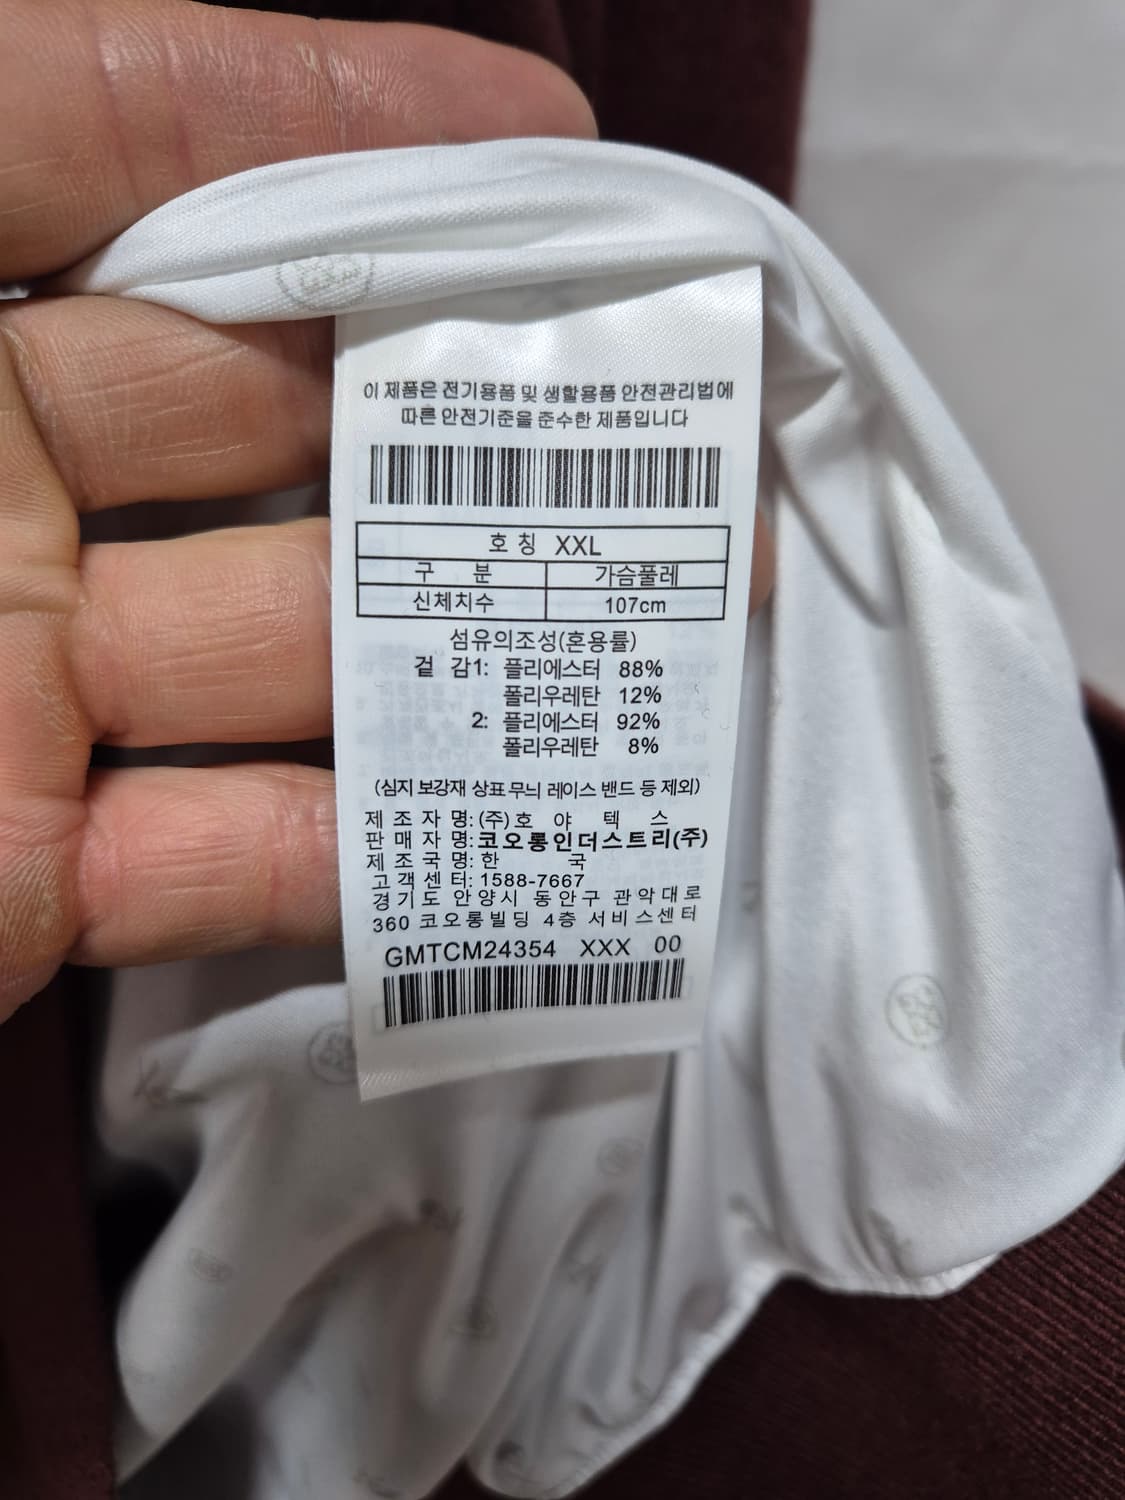 이 제품은 전기용품 및 생활용품 안전관리법에
따른 안전기준을 준수한 제품입니다
호 칭 XXL
구 분 가슴둘레
신체치수 107cm
섬유의조성(혼용률)
겉 감1: 폴리에스터 88%
폴리우레탄 12%
2: 폴리에스터 92%
폴리우레탄 8%
(심지 보강재 상표 무늬 레이스 밴드 등 제외)
제 조 자 명: (주)호 야 텍 스
판 매 자 명: 코오롱인더스트리(주)
제 조 국 명: 한 국
고객센터: 1588-7667
경기도 안양시 동안구 관악대로
360 코오롱빌딩 4층 서비스센터
GMTCM24354 XXX 00